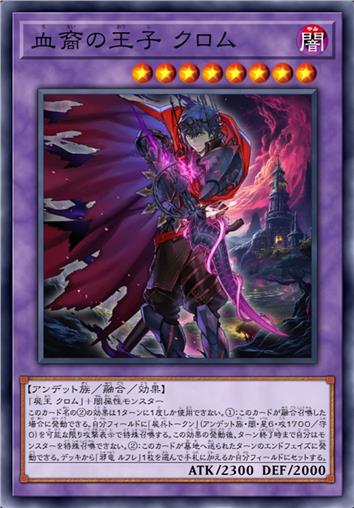 血裔の王子 クロム
闇
【アンデット族／融合／効果】
「屍王 クロム」＋闇属性モンスター
このカード名の②の効果は1ターンに1度しか使用できない。①:このカードが融合召喚した
場合に発動できる。自分フィールドに「屍兵トークン」(アンデット族・闇・星6・攻1700／守
0)を可能な限り攻撃表示で特殊召喚する。この効果の発動後、ターン終了時まで自分はモ
ンスターを特殊召喚できない。②:このカードが墓地へ送られたターンのエンドフェイズに発
動できる。デッキから「邪竜 ルフレ」1枚を選んで手札に加えるか自分フィールドにセットする。
ATK/2300 DEF/2000